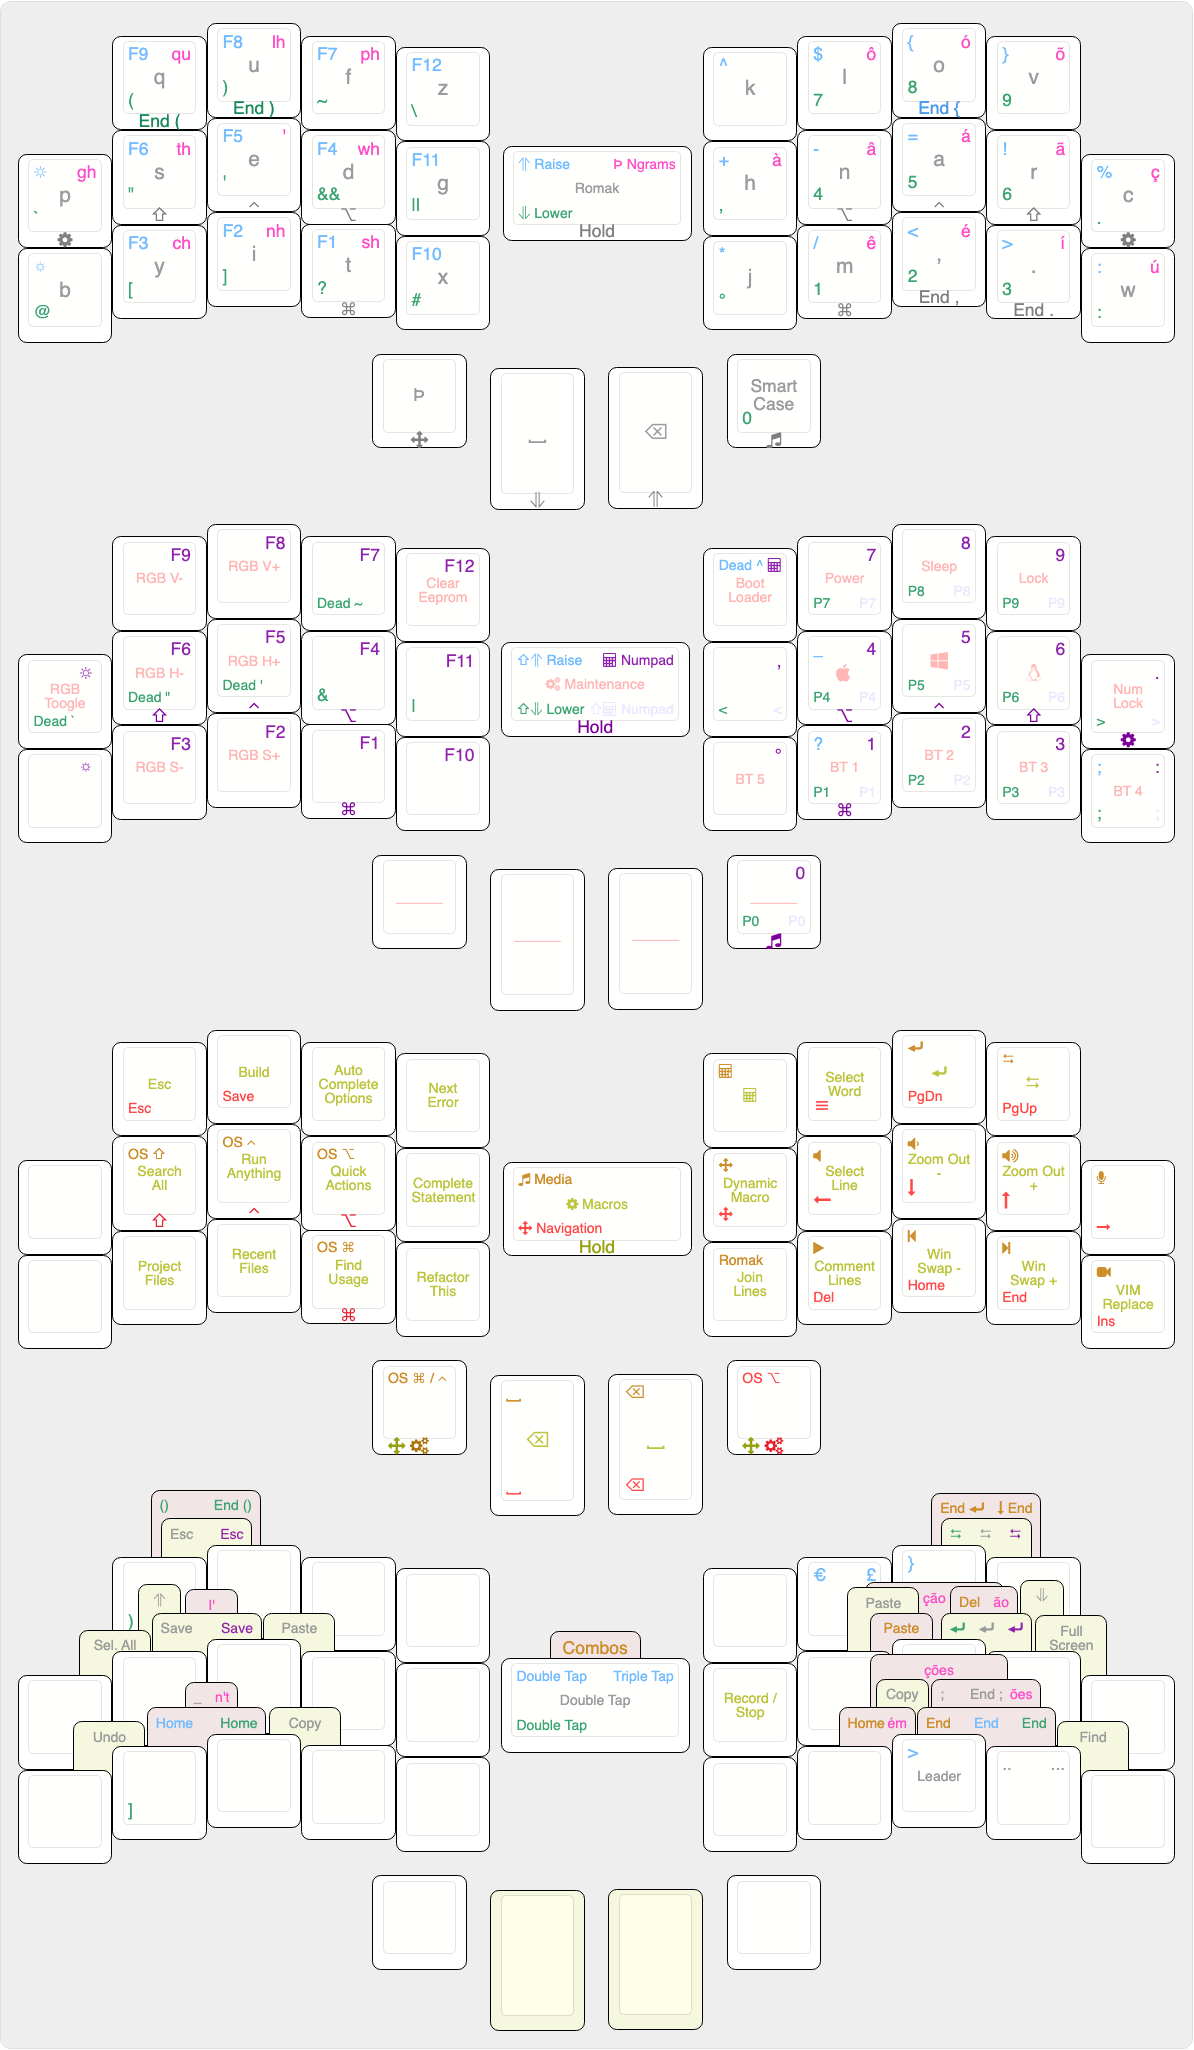 F9 qu
q
(
End (
F8 lh
u
)
End )
F7 ph
f
~
F12
z
\
^
k
$ ô
l
7
{ ó
o
8
End {
} õ
v
9
gh
p
`
F6 th
s
"
F5 '
e
'
F4 wh
d
&&
F11
g
||
⇑ Raise Þ Ngrams
Romak
⇓ Lower
Hold
+ à
h
,
- â
n
4
= á
a
5
! ã
r
6
% ç
c
.
b
@
F3 ch
y
[
F2 nh
i
]
F1 sh
t
?
⌘
F10
x
#
*
j
°
/ ê
m
1
⌘
< é
,
2
End ,
> í
.
3
End .
: ú
w
:
Þ
Smart
Case
0
F9
RGB V-
F8
RGB V+
F7
Dead ~
F12
Clear
Eeprom
Dead ^
Boot
Loader
7
Power
P7 P7
8
Sleep
P8 P8
9
Lock
P9 P9
RGB
Toogle
Dead `
F6
RGB H-
Dead "
F5
RGB H+
Dead '
F4
&
F11
|
⇧⇑ Raise Numpad
Maintenance
⇧⇓ Lower ⇧ Numpad
Hold
,
< <
_ 4
P4 P4
5
P5 P5
6
P6 P6
.
Num
Lock
> >
F3
RGB S-
F2
RGB S+
F1
⌘
F10
°
BT 5
? 1
BT 1
P1 P1
⌘
2
BT 2
P2 P2
3
BT 3
P3 P3
; :
BT 4
; ;
0
P0 P0
Esc
Esc
Build
Save
Auto
Complete
Options
Next
Error
Select
Word
PgDn
PgUp
OS ⇧
Search
All
OS ^
Run
Anything
OS ⌥
Quick
Actions
Complete
Statement
Media
Macros
Navigation
Hold
Dynamic
Macro
Select
Line
Zoom Out
-
Zoom Out
+
Project
Files
Recent
Files
OS ⌘
Find
Usage
⌘
Refactor
This
Romak
Join
Lines
Comment
Lines
Del
Win
Swap -
Home
Win
Swap +
End
VIM
Replace
Ins
OS ⌘ / ^
OS ⌥
() End ()
Esc Esc
)
l'
Save Save
Paste
Sel. All
_ n't
Home Home
Copy
Undo
]
Combos
Double Tap Triple Tap
Double Tap
Double Tap
End ↵ ↓ End
€ £
}
Paste
ção
Del ão
Paste
Full
Screen
ções
Record /
Stop
Copy
; End ; ões
Home ém
End End End
Find
>
Leader
.. ...